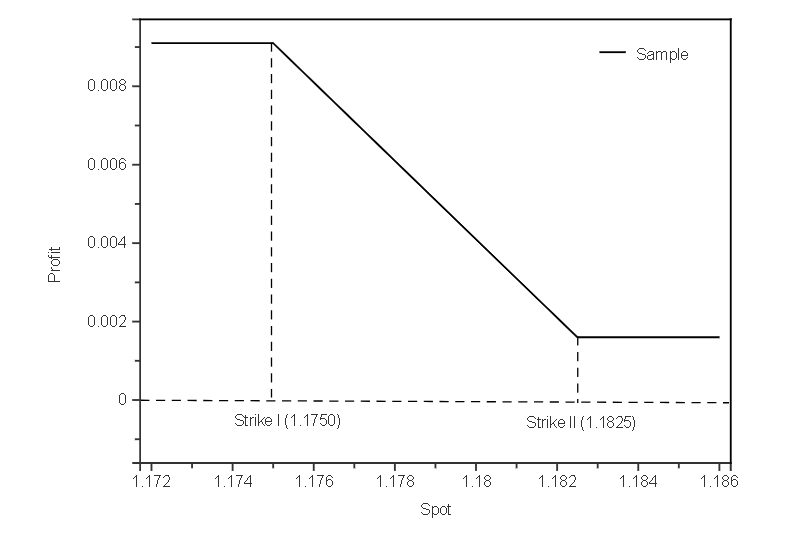 Sample
0.008
0.006
0.004
0.002
0
Profit
Strike I (1.1750)
Strike II (1.1825)
1.172 1.174 1.176 1.178 1.18 1.182 1.184 1.186
Spot